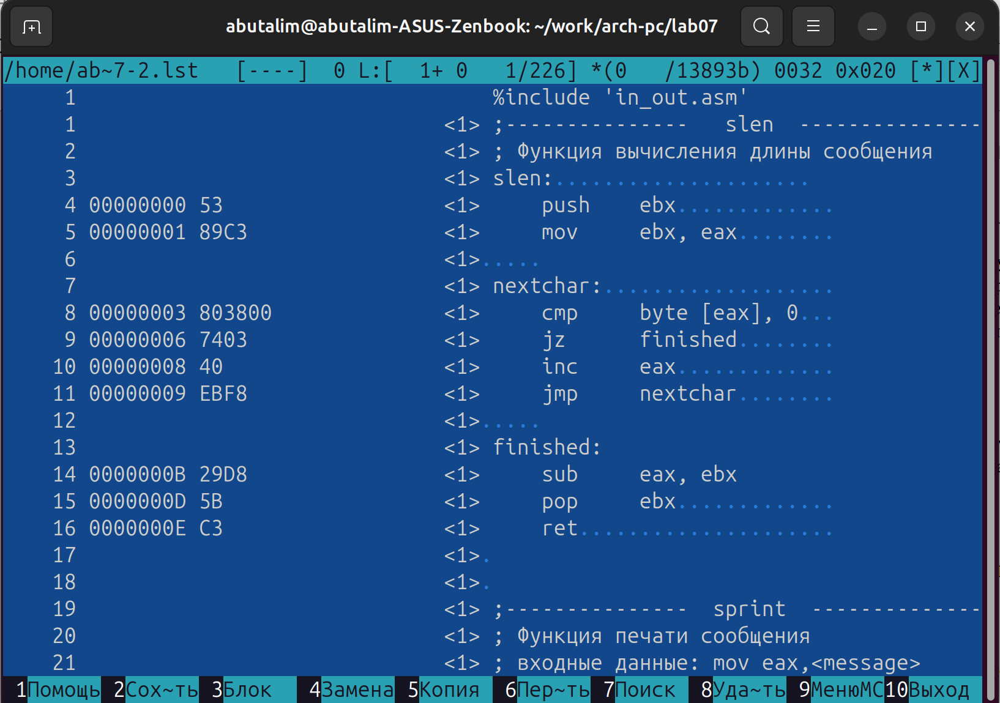 abutalim@abutalim-ASUS-Zenbook: ~/work/arch-pc/lab07
/home/ab~7-2.lst   [----]  0 L:[  1+ 0   1/226] *(0   /13893b) 0032 0x020 [*][X]
1                                  %include 'in_out.asm'
1                              <1> ;---------------   slen  ---------------
2                              <1> ; Функция вычисления длины сообщения
3                              <1> slen:.....................
4 00000000 53                  <1>     push    ebx.............
5 00000001 89C3                <1>     mov     ebx, eax........
6                              <1>.....
7                              <1> nextchar:...................
8 00000003 803800              <1>     cmp     byte [eax], 0...
9 00000006 7403                <1>     jz      finished........
10 00000008 40                  <1>     inc     eax.............
11 00000009 EBF8                <1>     jmp     nextchar........
12                              <1>.....
13                              <1> finished:
14 0000000B 29D8                <1>     sub     eax, ebx
15 0000000D 5B                  <1>     pop     ebx.............
16 0000000E C3                  <1>     ret.....................
17                              <1>.
18                              <1>.
19                              <1> ;---------------  sprint  --------------
20                              <1> ; Функция печати сообщения
21                              <1> ; входные данные: mov eax,<message>
1Помощь 2Сох~ть 3Блок 4Замена 5Копия 6Пер~ть 7Поиск 8Уда~ть 9МенюMC 10Выход